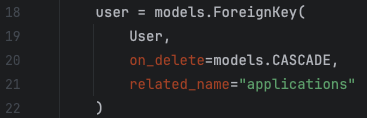 18 user = models.ForeignKey(
19 User,
20 on_delete=models.CASCADE,
21 related_name="applications"
22 )